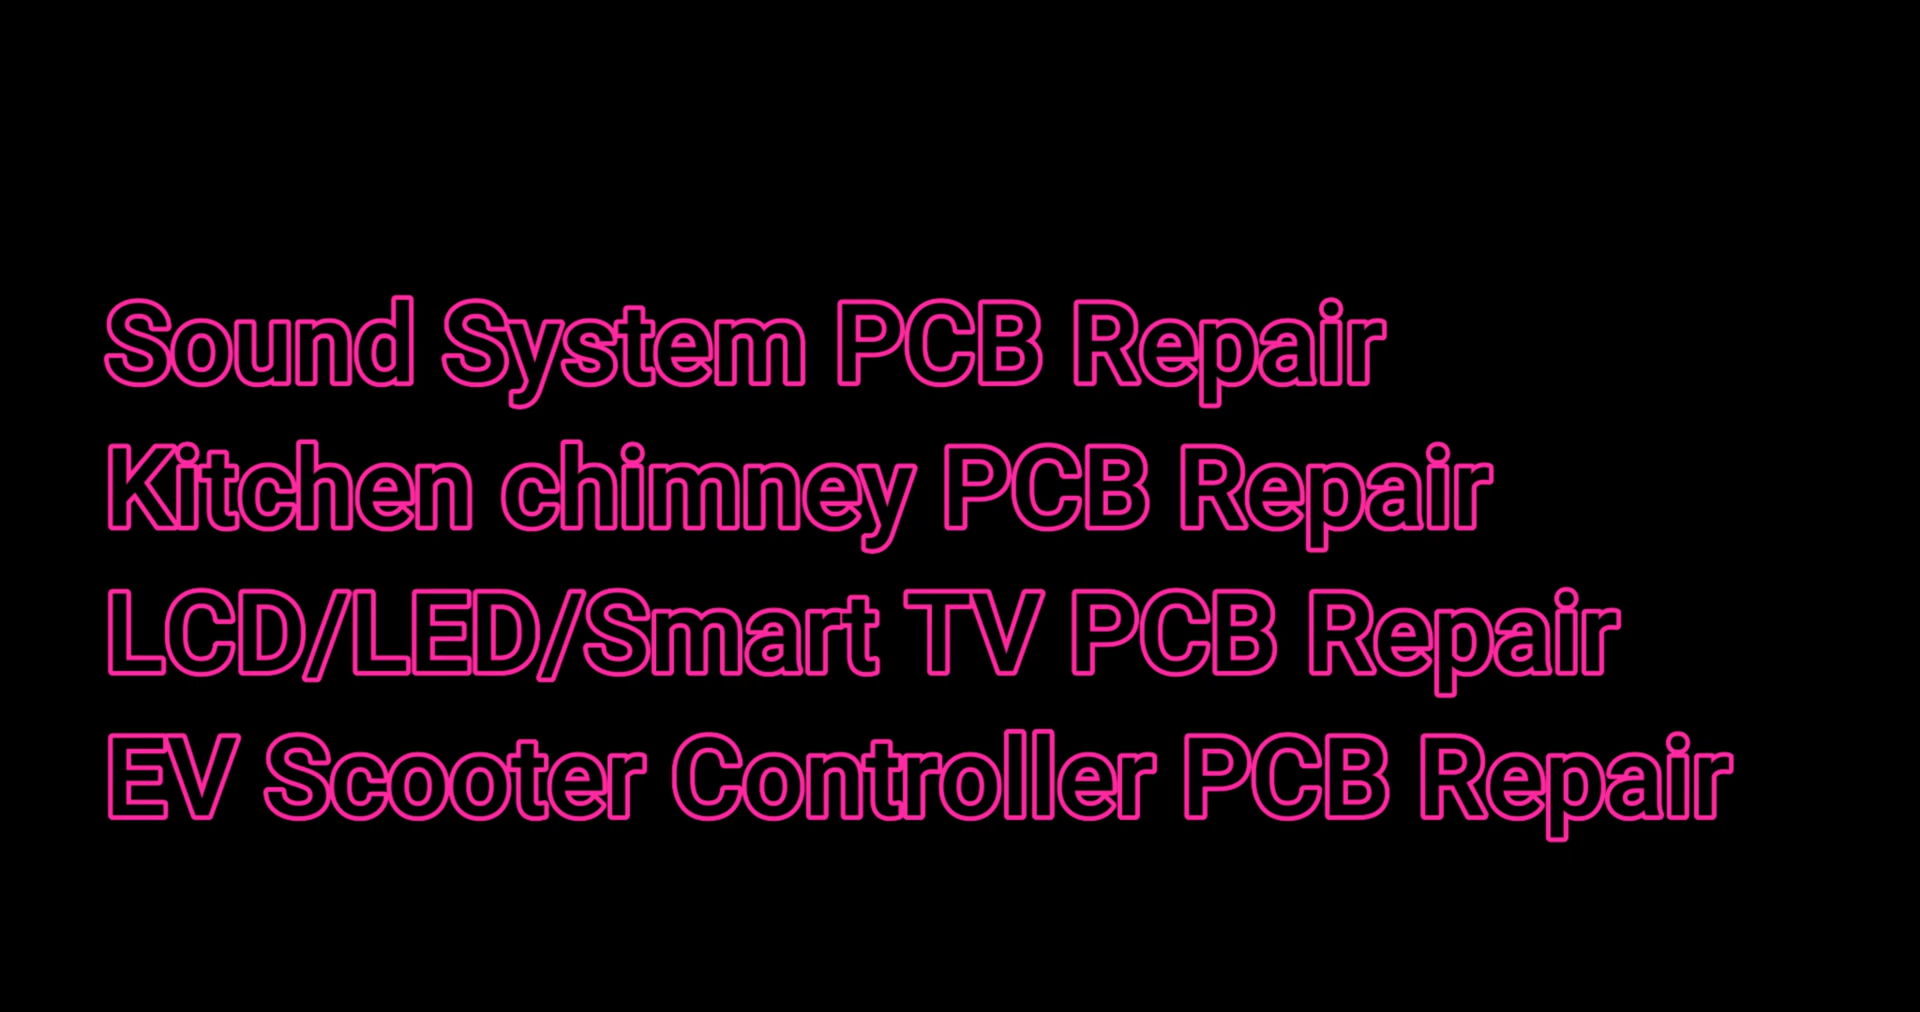 Sound System PCB Repair
Kitchen chimney PCB Repair
LCD/LED/Smart TV PCB Repair
EV Scooter Controller PCB Repair